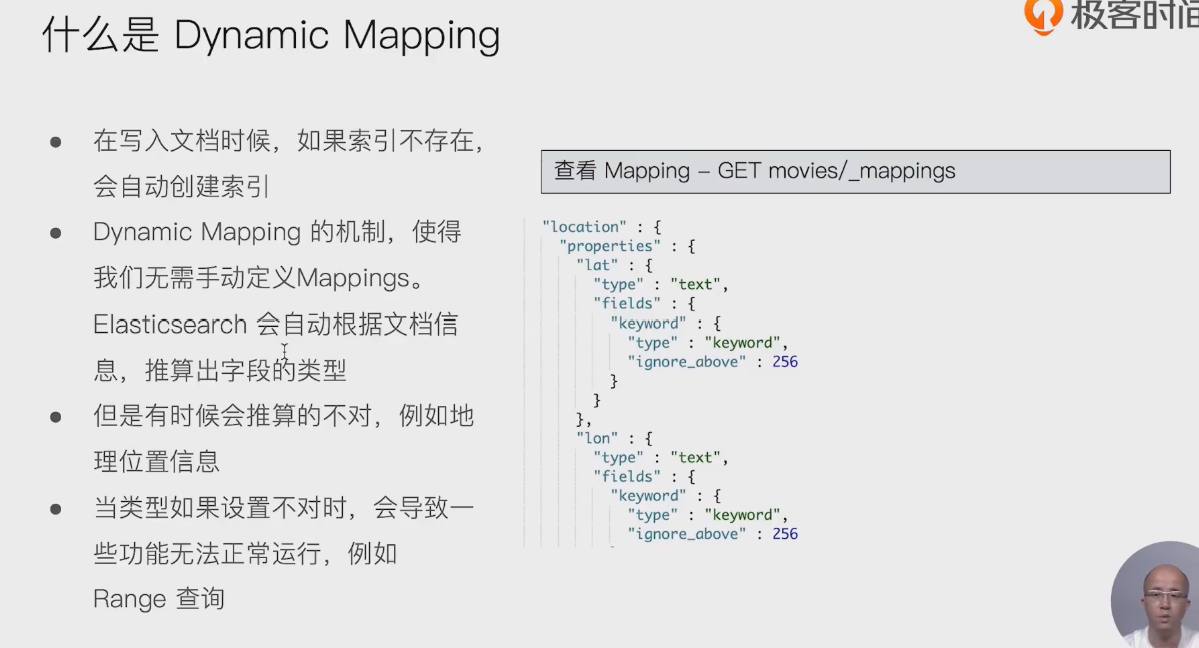 什么是 Dynamic Mapping
极客时间
● 在写入文档时候，如果索引不存在，
会自动创建索引
● Dynamic Mapping 的机制，使得
我们无需手动定义Mappings。
Elasticsearch 会自动根据文档信
息，推算出字段的类型
● 但是有时候会推算的不对，例如地
理位置信息
● 当类型如果设置不对时，会导致一
些功能无法正常运行，例如
Range 查询
查看 Mapping – GET movies/_mappings
"location" : {
"properties" : {
"lat" : {
"type" : "text",
"fields" : {
"keyword" : {
"type" : "keyword",
"ignore_above" : 256
}
}
},
"lon" : {
"type" : "text",
"fields" : {
"keyword" : {
"type" : "keyword",
"ignore_above" : 256